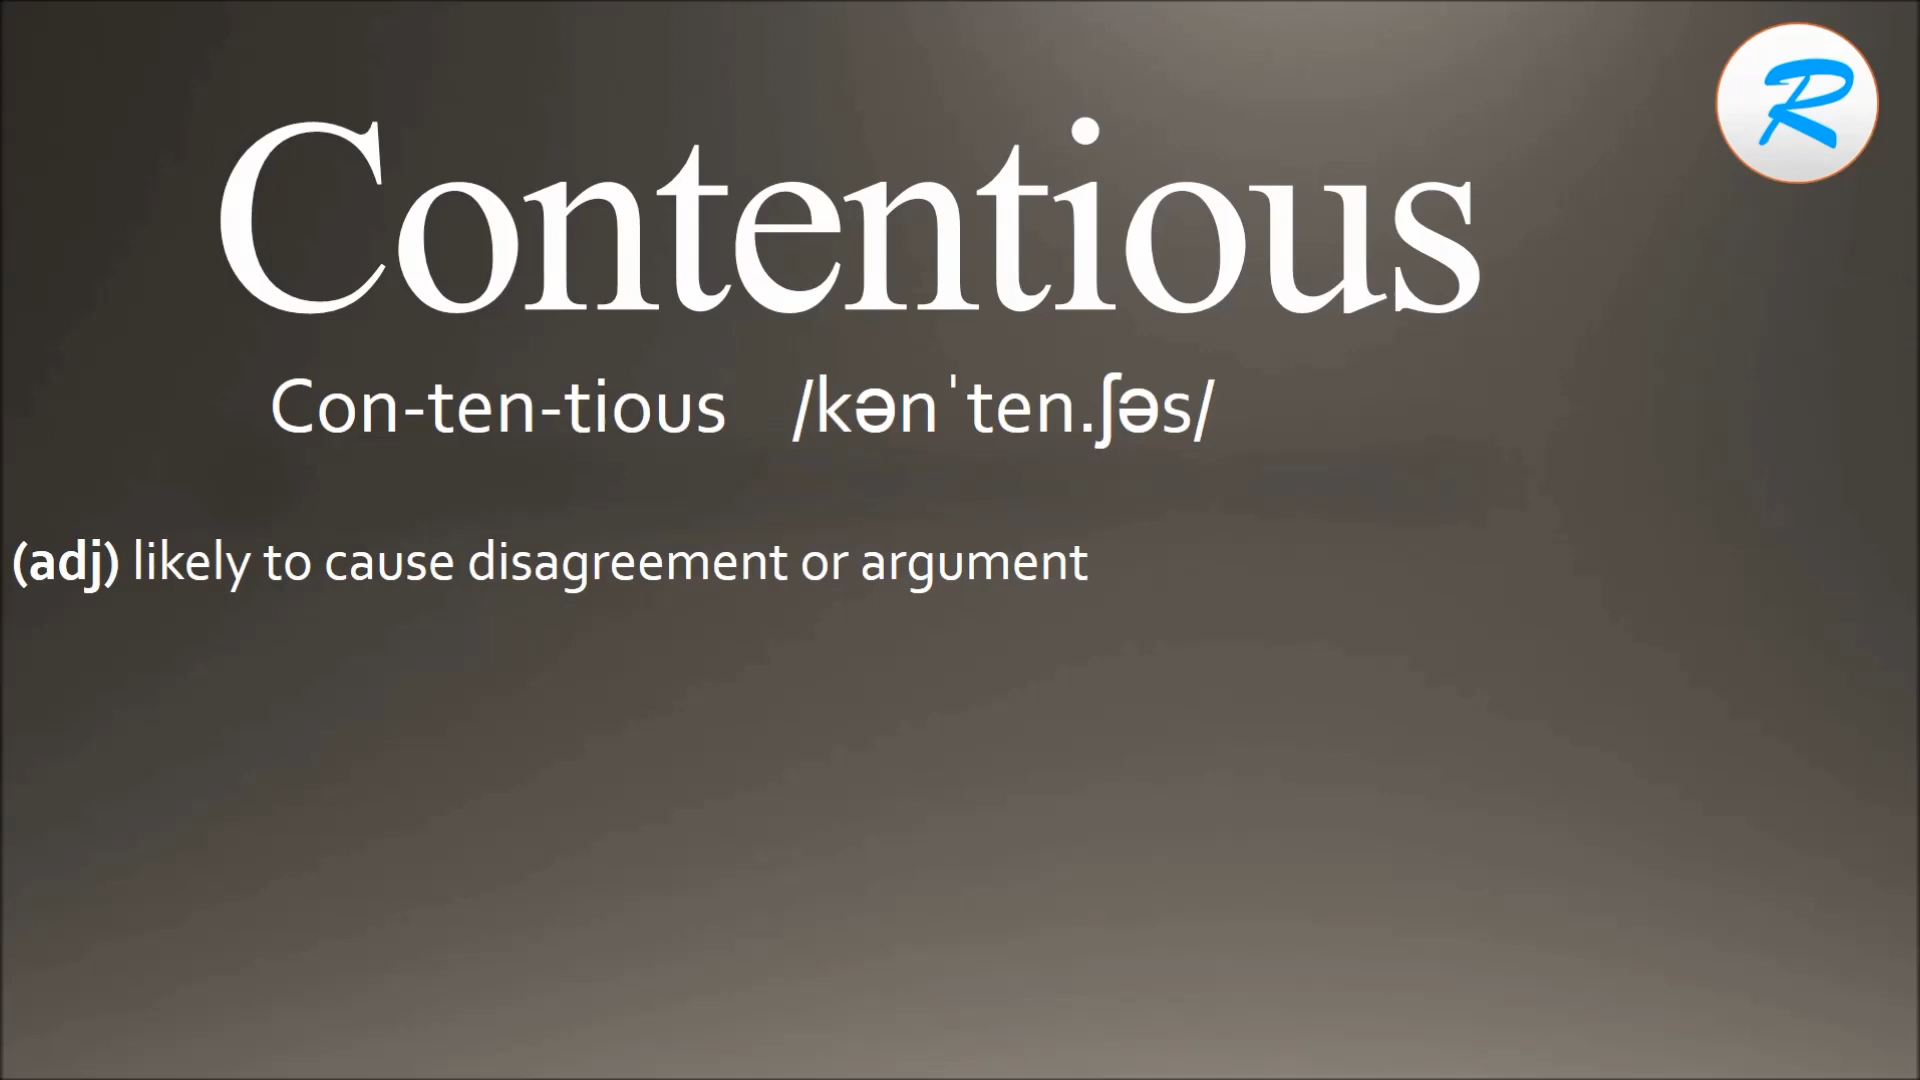 R
Contentious
Con-ten-tious /kənˈten.ʃəs/
(adj) likely to cause disagreement or argument